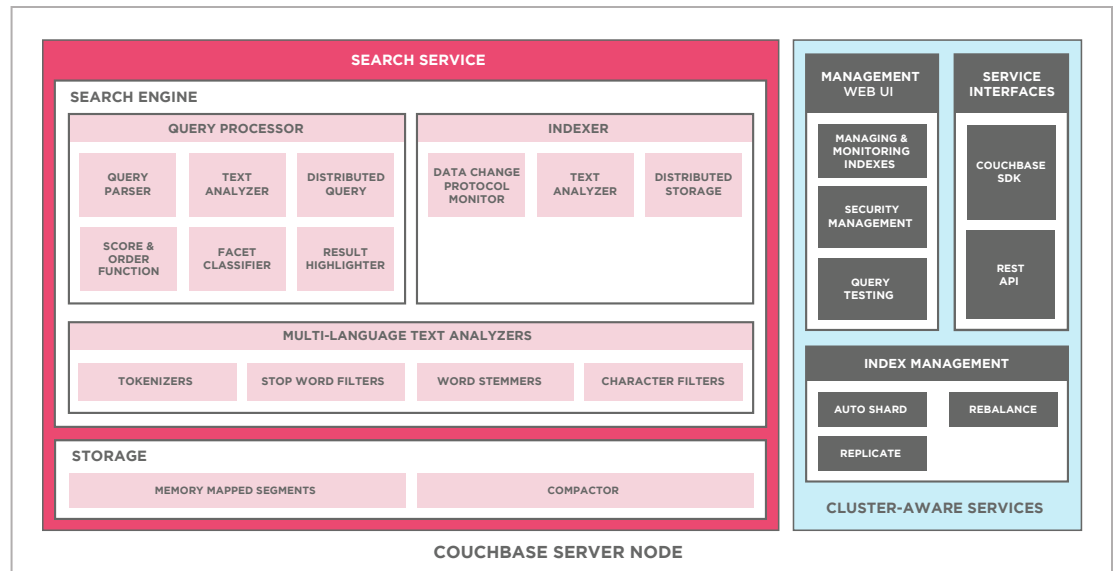 SEARCH SERVICE
SEARCH ENGINE
QUERY PROCESSOR
QUERY
PARSER
TEXT
ANALYZER
DISTRIBUTED
QUERY
SCORE &
ORDER
FUNCTION
FACET
CLASSIFIER
RESULT
HIGHLIGHTER
INDEXER
DATA CHANGE
PROTOCOL
MONITOR
TEXT
ANALYZER
DISTRIBUTED
STORAGE
MULTI-LANGUAGE TEXT ANALYZERS
TOKENIZERS
STOP WORD FILTERS
WORD STEMMERS
CHARACTER FILTERS
STORAGE
MEMORY MAPPED SEGMENTS
COMPACTOR
MANAGEMENT
WEB UI
MANAGING &
MONITORING
INDEXES
SECURITY
MANAGEMENT
QUERY
TESTING
SERVICE
INTERFACES
COUCHBASE
SDK
REST
API
INDEX MANAGEMENT
AUTO SHARD
REBALANCE
REPLICATE
CLUSTER-AWARE SERVICES
COUCHBASE SERVER NODE